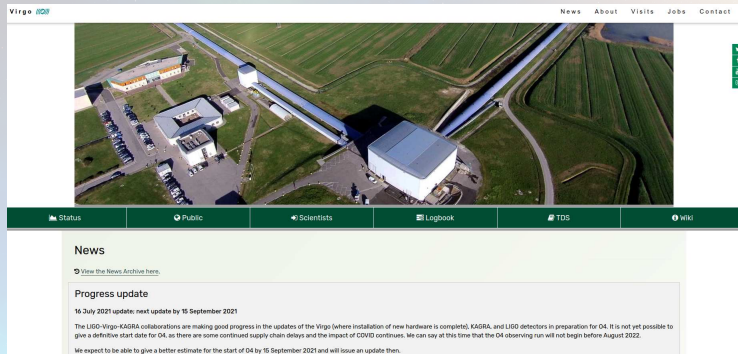 Virgo
News About Visits Jobs Contact
Status Public Scientists Logbook TDS Wiki
News
View the News Archive here.
Progress update
16 July 2021 update; next update by 15 September 2021
The LIGO-Virgo-KAGRA collaborations are making good progress in the updates of the Virgo (where installation of new hardware is complete), KAGRA, and LIGO detectors in preparation for O4. It is not yet possible to
give a definitive start date for O4, as there are some continued supply chain delays and the impact of COVID continues. We can say at this time that the O4 observing run will not begin before August 2022.
We expect to be able to give a better estimate for the start of O4 by 15 September 2021 and will issue an update then.